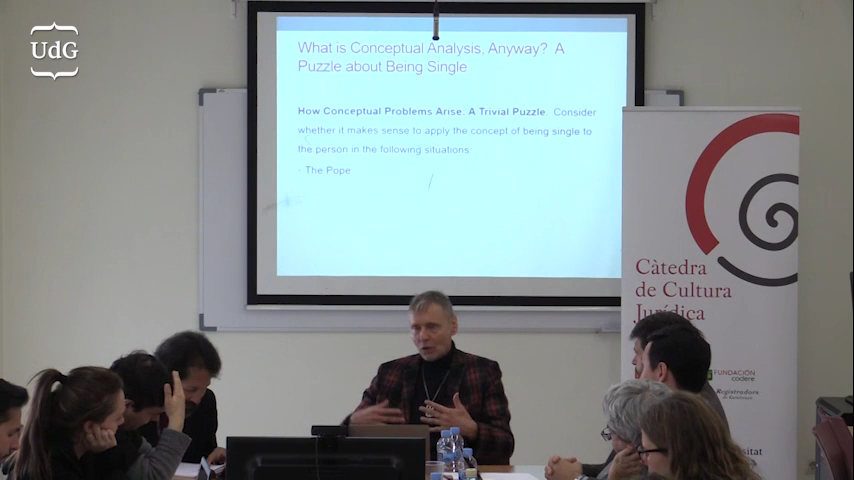 UdG
What is Conceptual Analysis, Anyway? A
Puzzle about Being Single
How Conceptual Problems Arise. A Trivial Puzzle. Consider
whether it makes sense to apply the concept of being single to
the person in the following situations:
- The Pope
Càtedra
de Cultura
Jurídica
FUNDACIÓN
codere
Registradores